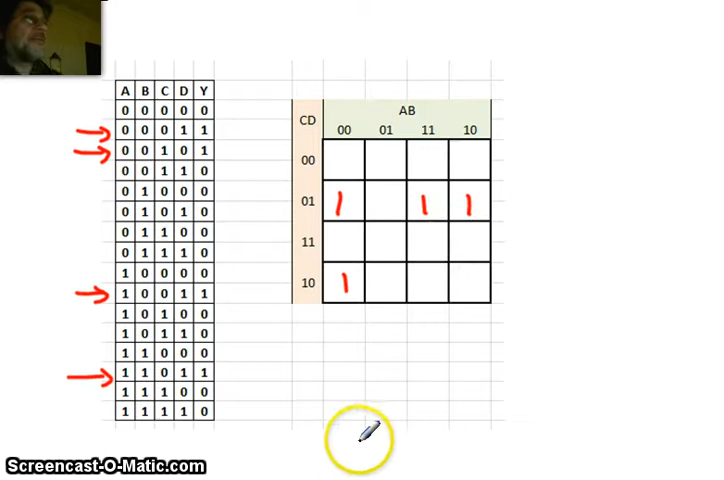 A B C D Y
0 0 0 0 0
0 0 0 1 1
0 0 1 0 1
0 0 1 1 0
0 1 0 0 0
0 1 0 1 0
0 1 1 0 0
0 1 1 1 0
1 0 0 0 0
1 0 0 1 1
1 0 1 0 0
1 0 1 1 0
1 1 0 0 0
1 1 0 1 1
1 1 1 0 0
1 1 1 1 0
AB
CD
00 01 11 10
00
01 1 1 1
11
10 1
Screencast-O-Matic.com